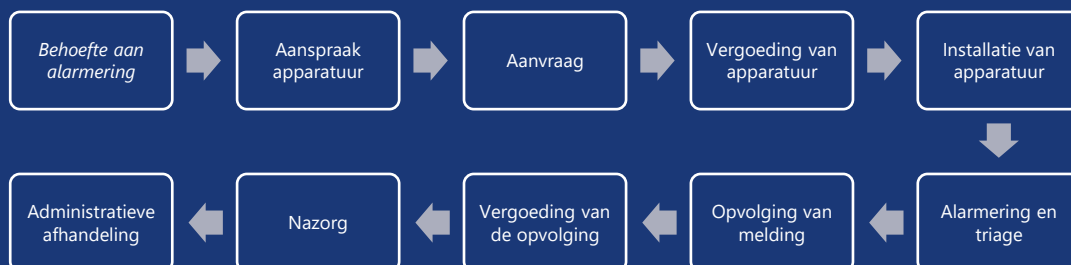 Behoefte aan
alarmering
Aanspraak
apparatuur
Aanvraag
Vergoeding van
apparatuur
Installatie van
apparatuur
Alarmering en
triage
Opvolging van
melding
Vergoeding van
de opvolging
Nazorg
Administratieve
afhandeling